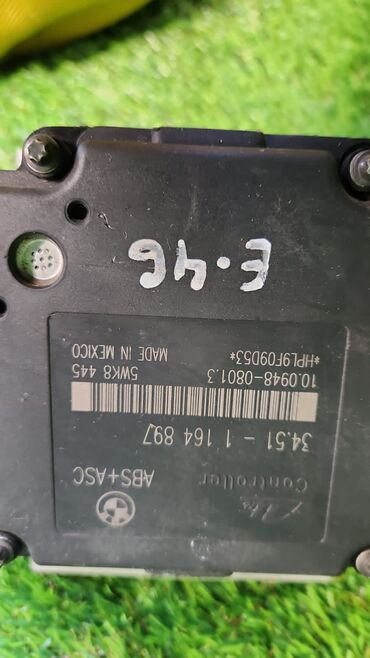 E.46
Ate
Controller
ABS+ASC
34.51 - 1 164 897
10.0948-0801.3
5WK8 445
*HPL9F09D53*
MADE IN MEXICO